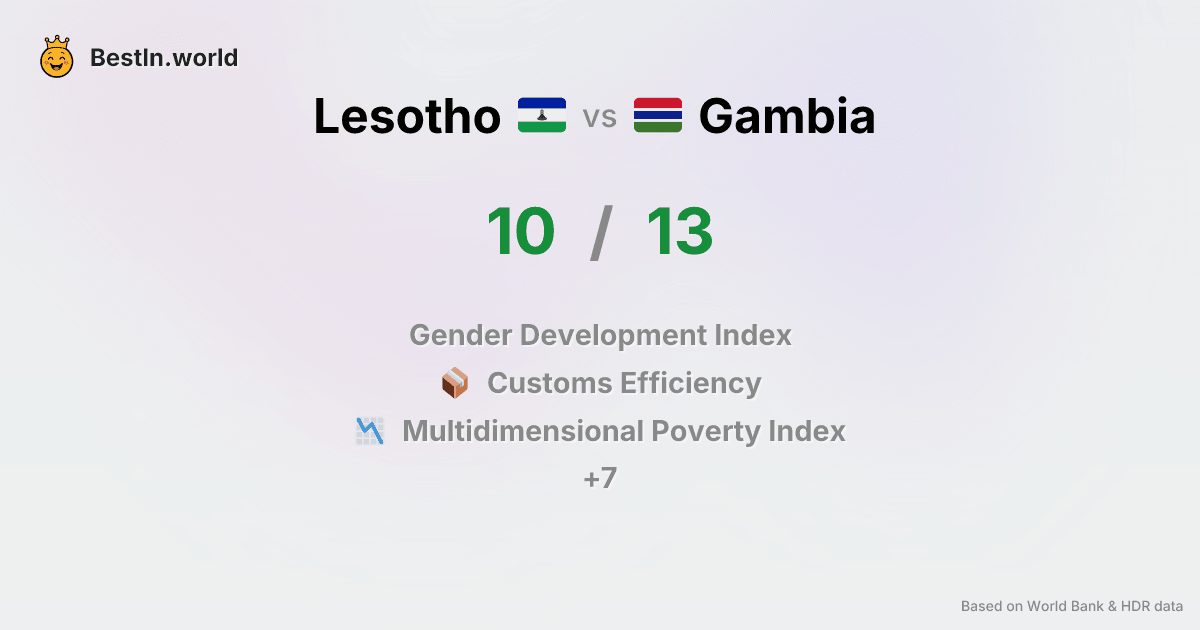 BestIn.world
Lesotho vs Gambia
10 / 13
Gender Development Index
Customs Efficiency
Multidimensional Poverty Index
+7
Based on World Bank & HDR data